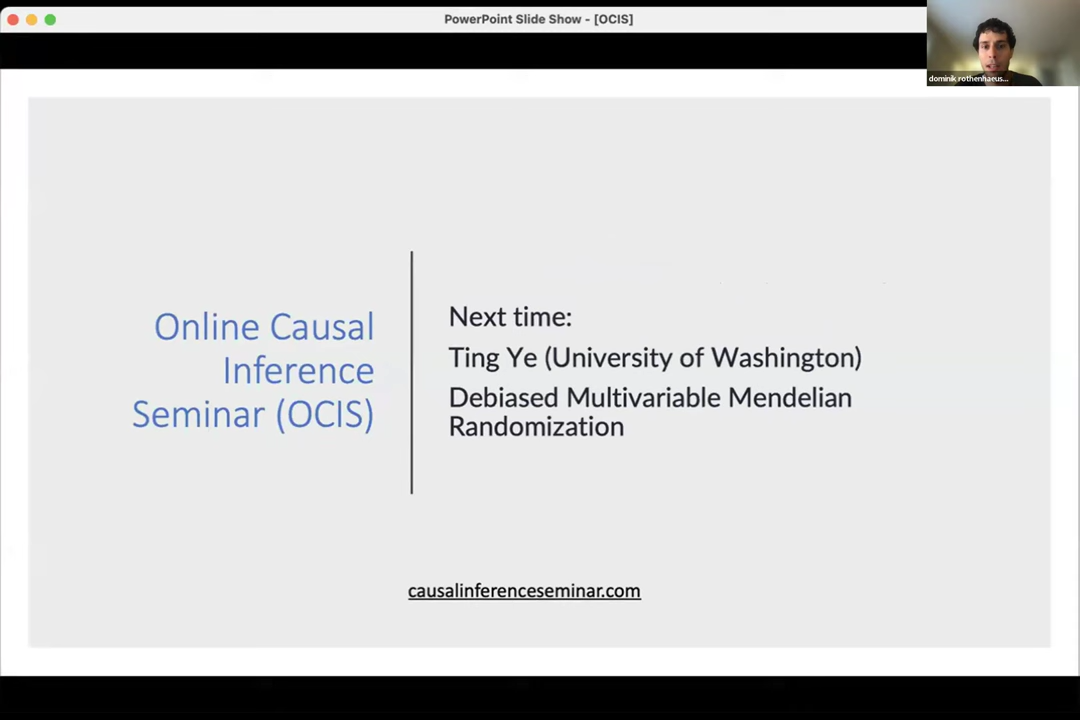 PowerPoint Slide Show - [OCIS]
dominik rothenhaeus...
Online Causal
Inference
Seminar (OCIS)
Next time:
Ting Ye (University of Washington)
Debiased Multivariable Mendelian
Randomization
causalinferenceseminar.com